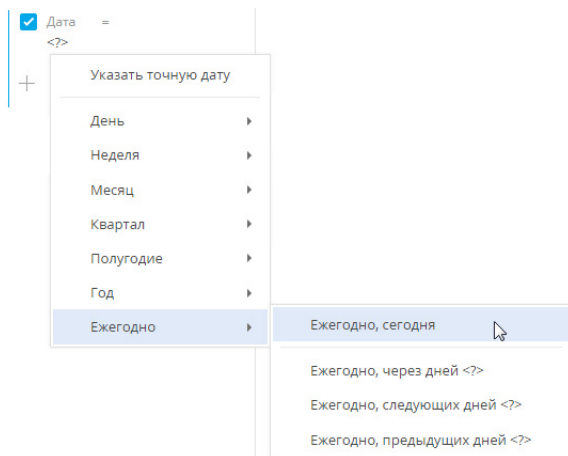 Дата =
<?>
Указать точную дату
День
Неделя
Месяц
Квартал
Полугодие
Год
Ежегодно
Ежегодно, сегодня
Ежегодно, через дней <?>
Ежегодно, следующих дней <?>
Ежегодно, предыдущих дней <?>